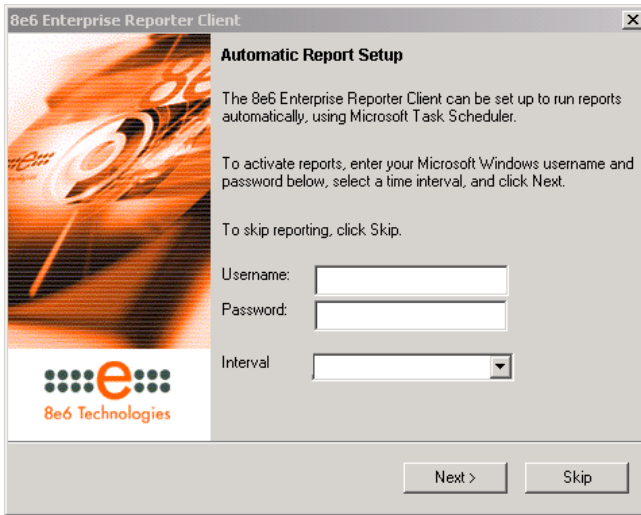 8e6 Enterprise Reporter Client
Automatic Report Setup
The 8e6 Enterprise Reporter Client can be set up to run reports
automatically, using Microsoft Task Scheduler.
To activate reports, enter your Microsoft Windows username and
password below, select a time interval, and click Next.
To skip reporting, click Skip.
Username:
Password:
Interval
8e6 Technologies
Next >
Skip